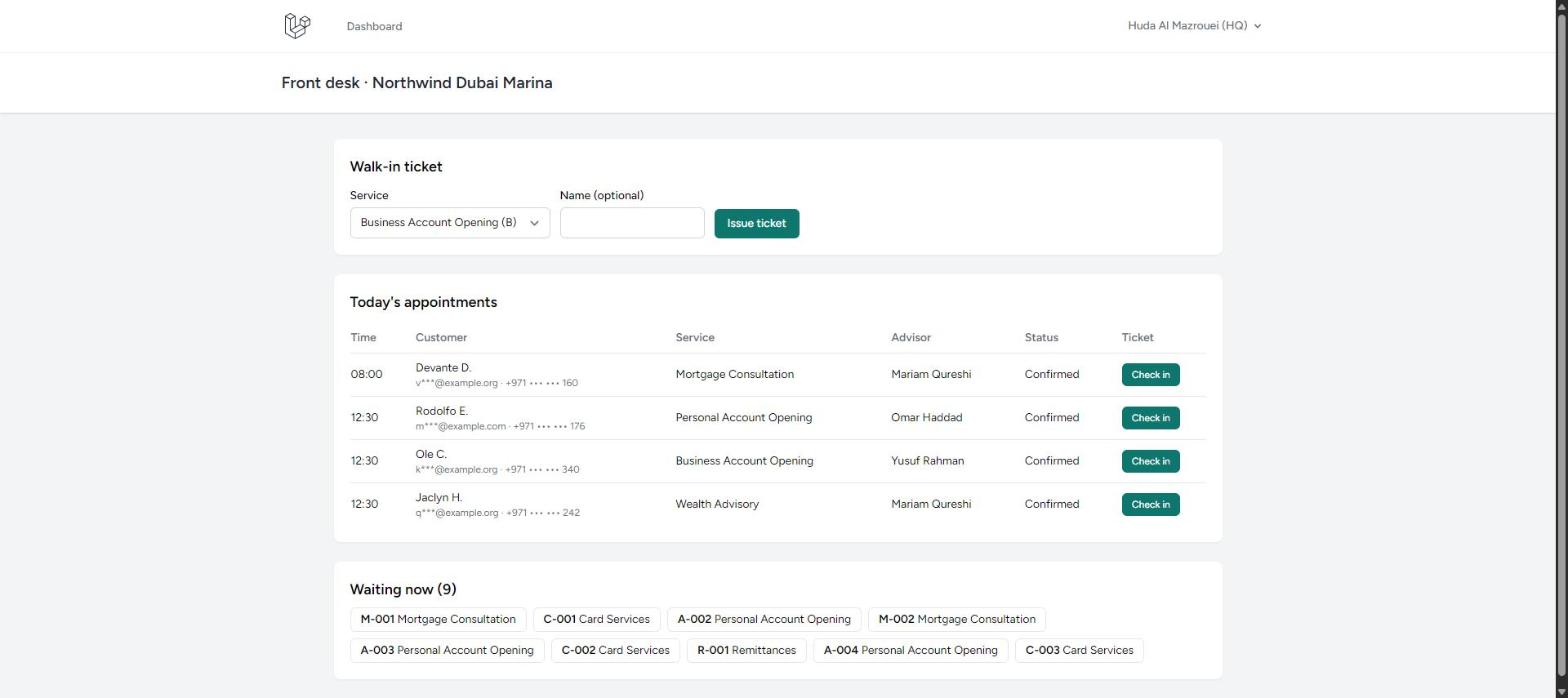 Dashboard
Huda Al Mazrouei (HQ)
Front desk · Northwind Dubai Marina
Walk-in ticket
Service
Name (optional)
Business Account Opening (B)
Issue ticket
Today's appointments
Time Customer Service Advisor Status Ticket
08:00 Devante D. Mortgage Consultation Mariam Qureshi Confirmed Check in
v***@example.org · +971 ••• ••• 160
12:30 Rodolfo E. Personal Account Opening Omar Haddad Confirmed Check in
m***@example.com · +971 ••• ••• 176
12:30 Ole C. Business Account Opening Yusuf Rahman Confirmed Check in
k***@example.org · +971 ••• ••• 340
12:30 Jaclyn H. Wealth Advisory Mariam Qureshi Confirmed Check in
q***@example.org · +971 ••• ••• 242
Waiting now (9)
M-001 Mortgage Consultation C-001 Card Services A-002 Personal Account Opening M-002 Mortgage Consultation
A-003 Personal Account Opening C-002 Card Services R-001 Remittances A-004 Personal Account Opening C-003 Card Services